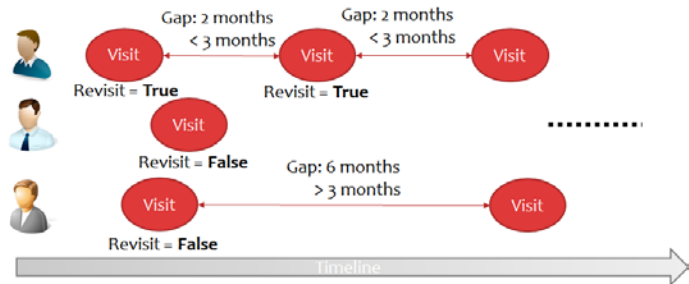 Gap: 2 months
< 3 months
Gap: 2 months
< 3 months
Visit
Visit
Visit
Revisit = True
Revisit = True
Visit
Revisit = False
Gap: 6 months
> 3 months
Visit
Visit
Revisit = False
Timeline